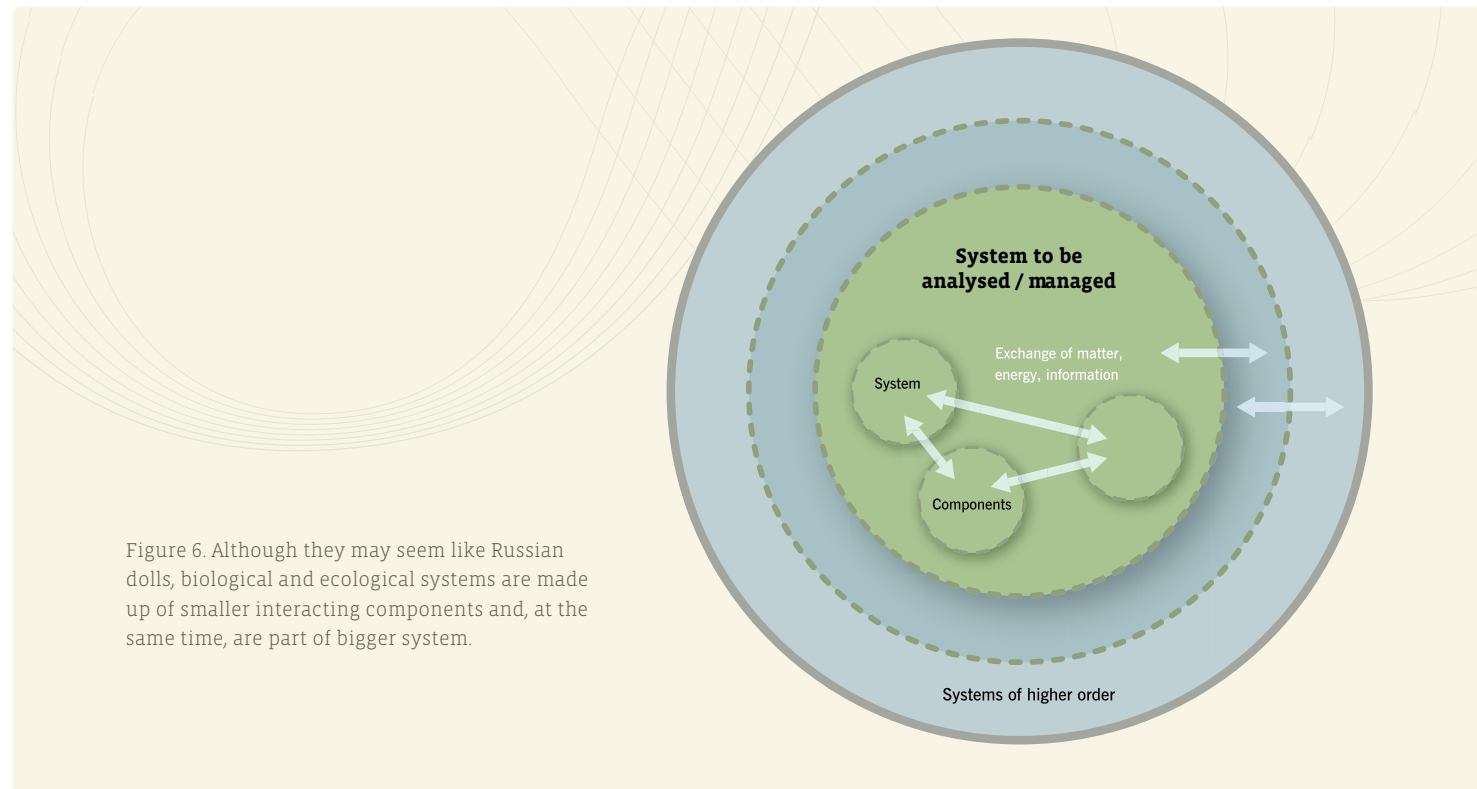 System to be
analysed / managed
Exchange of matter,
energy, information
System
Components
Systems of higher order
Figure 6. Although they may seem like Russian
dolls, biological and ecological systems are made
up of smaller interacting components and, at the
same time, are part of bigger system.